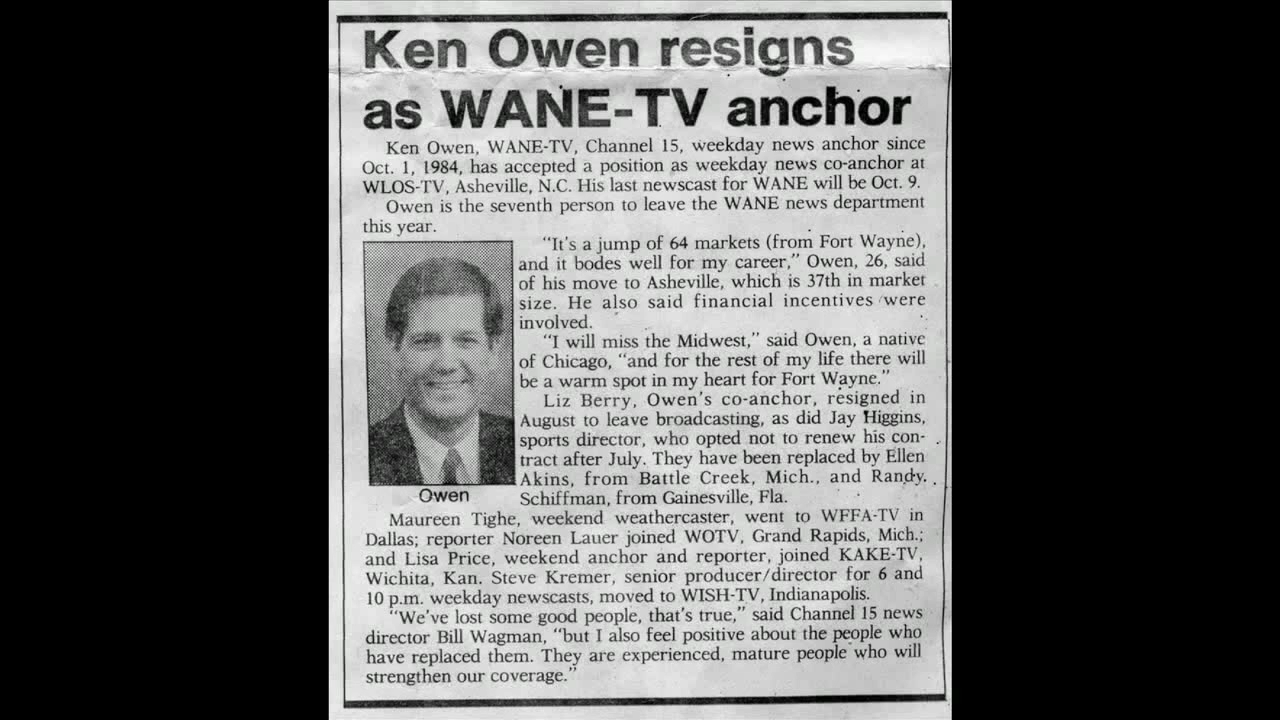 Ken Owen resigns
as WANE-TV anchor
Ken Owen, WANE-TV, Channel 15, weekday news anchor since
Oct. 1, 1984, has accepted a position as weekday news co-anchor at
WLOS-TV, Asheville, N.C. His last newscast for WANE will be Oct. 9.
Owen is the seventh person to leave the WANE news department
this year.
"It's a jump of 64 markets (from Fort Wayne),
and it bodes well for my career," Owen, 26, said
of his move to Asheville, which is 37th in market
size. He also said financial incentives were
involved.
"I will miss the Midwest," said Owen, a native
of Chicago, "and for the rest of my life there will
be a warm spot in my heart for Fort Wayne."
Liz Berry, Owen's co-anchor, resigned in
August to leave broadcasting, as did Jay Higgins,
sports director, who opted not to renew his con-
tract after July. They have been replaced by Ellen
Akins, from Battle Creek, Mich., and Randy
Schiffman, from Gainesville, Fla.
Owen
Maureen Tighe, weekend weathercaster, went to WFFA-TV in
Dallas; reporter Noreen Lauer joined WOTV, Grand Rapids, Mich.;
and Lisa Price, weekend anchor and reporter, joined KAKE-TV,
Wichita, Kan. Steve Kremer, senior producer/director for 6 and
10 p.m. weekday newscasts, moved to WISH-TV, Indianapolis.
"We've lost some good people, that's true," said Channel 15 news
director Bill Wagman, "but I also feel positive about the people who
have replaced them. They are experienced, mature people who will
strengthen our coverage."